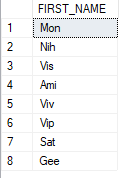 FIRST_NAME
1 Mon
2 Nih
3 Vis
4 Ami
5 Viv
6 Vip
7 Sat
8 Gee